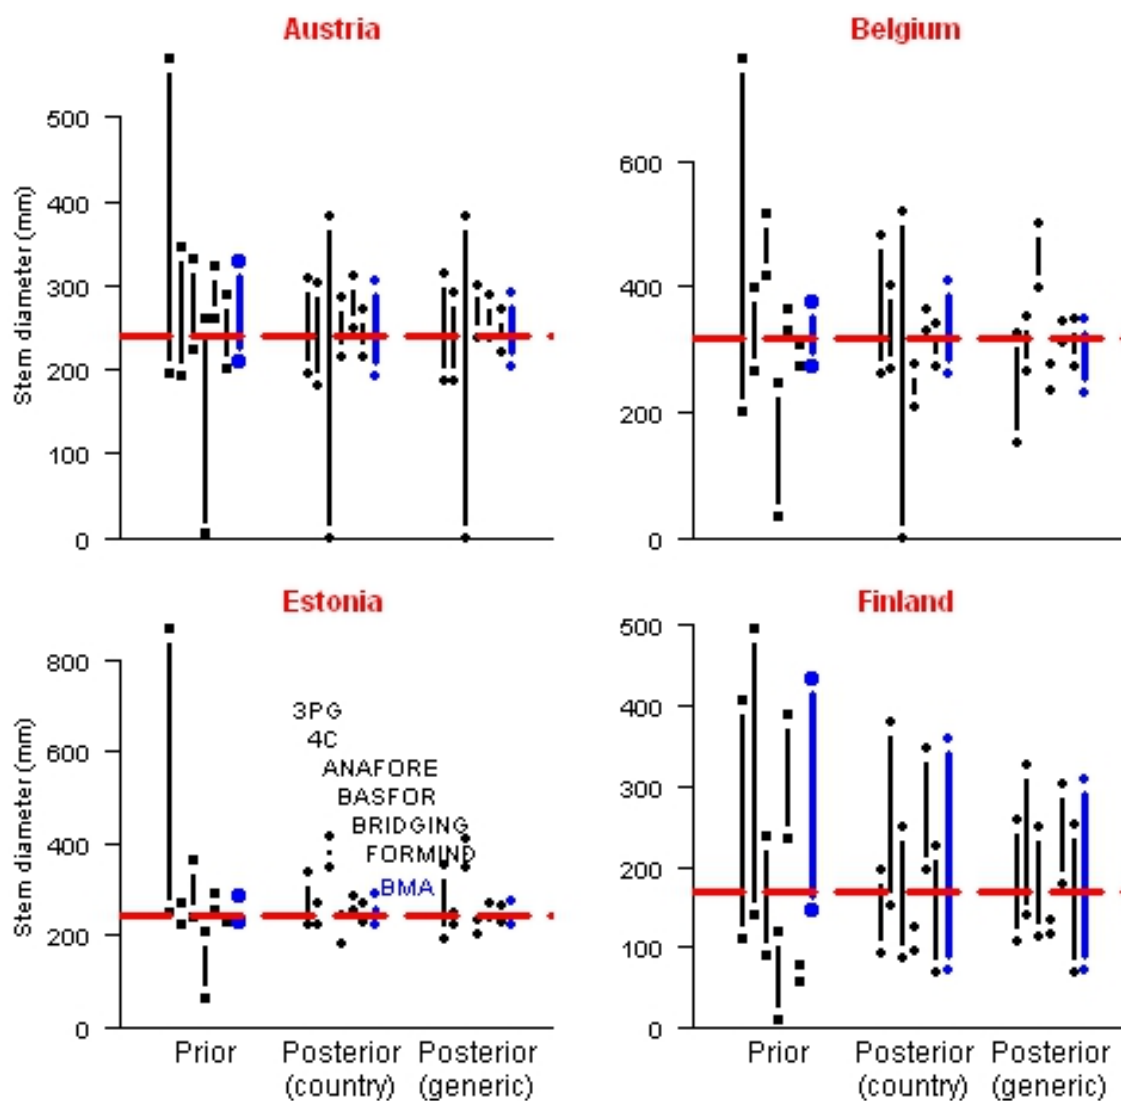 Austria
Belgium
Stem diameter (mm)
500
400
300
200
100
0
600
400
200
0
Estonia
Finland
Stem diameter (mm)
800
600
400
200
0
3PG
4C
ANAFORE
BASFOR
BRIDGING
FORMIND
BMA
500
400
300
200
100
0
Prior
Posterior
(country)
Posterior
(generic)
Prior
Posterior
(country)
Posterior
(generic)